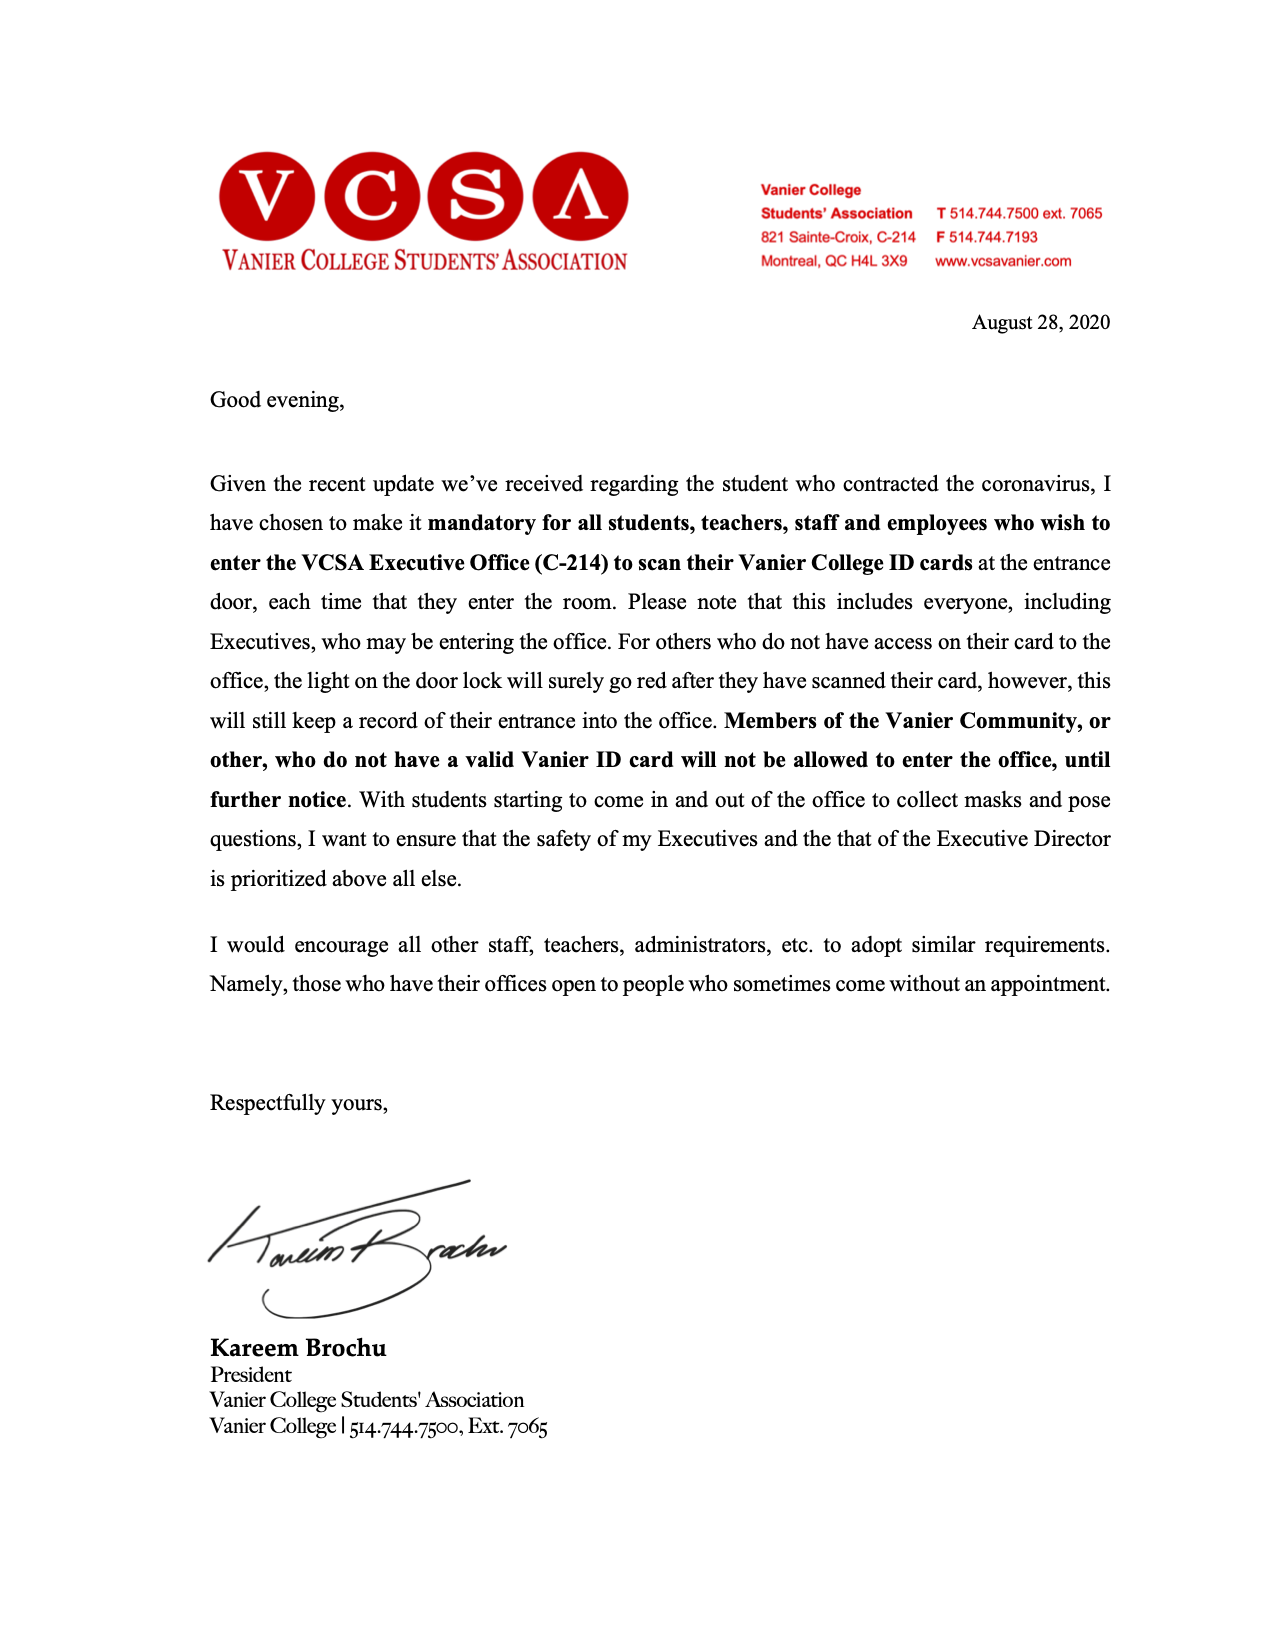 VCSA
VANIER COLLEGE STUDENTS' ASSOCIATION
Vanier College
Students' Association T 514.744.7500 ext. 7065
821 Sainte-Croix, C-214 F 514.744.7193
Montreal, QC H4L 3X9 www.vcsavanier.com
August 28, 2020
Good evening,
Given the recent update we've received regarding the student who contracted the coronavirus, I
have chosen to make it mandatory for all students, teachers, staff and employees who wish to
enter the VCSA Executive Office (C-214) to scan their Vanier College ID cards at the entrance
door, each time that they enter the room. Please note that this includes everyone, including
Executives, who may be entering the office. For others who do not have access on their card to the
office, the light on the door lock will surely go red after they have scanned their card, however, this
will still keep a record of their entrance into the office. Members of the Vanier Community, or
other, who do not have a valid Vanier ID card will not be allowed to enter the office, until
further notice. With students starting to come in and out of the office to collect masks and pose
questions, I want to ensure that the safety of my Executives and the that of the Executive Director
is prioritized above all else.
I would encourage all other staff, teachers, administrators, etc. to adopt similar requirements.
Namely, those who have their offices open to people who sometimes come without an appointment.
Respectfully yours,
Kareem Brochu
Kareem Brochu
President
Vanier College Students' Association
Vanier College | 514.744.7500, Ext. 7065